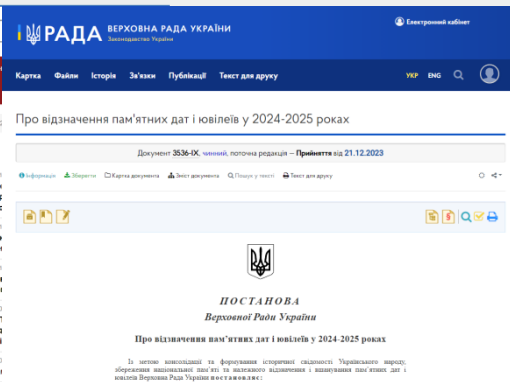 Електронний кабінет
РАДА ВЕРХОВНА РАДА УКРАЇНИ
Законодавство України
Картка Файли Історія Зв'язки Публікації Текст для друку УКР ENG
Про відзначення пам'ятних дат і ювілеїв у 2024-2025 роках
Документ 3536-IX, чинний, поточна редакція – Прийняття від 21.12.2023
Інформація Зберегти Картка документа Зміст документа Пошук у тексті Текст для друку
ПОСТАНОВА
Верховної Ради України
Про відзначення пам'ятних дат і ювілеїв у 2024-2025 роках
Із метою консолідації та формування історичної свідомості Українського народу,
збереження національної пам'яті та належного відзначення і вшанування пам'ятних дат і
ювілеїв Верховна Рада України постановляє: